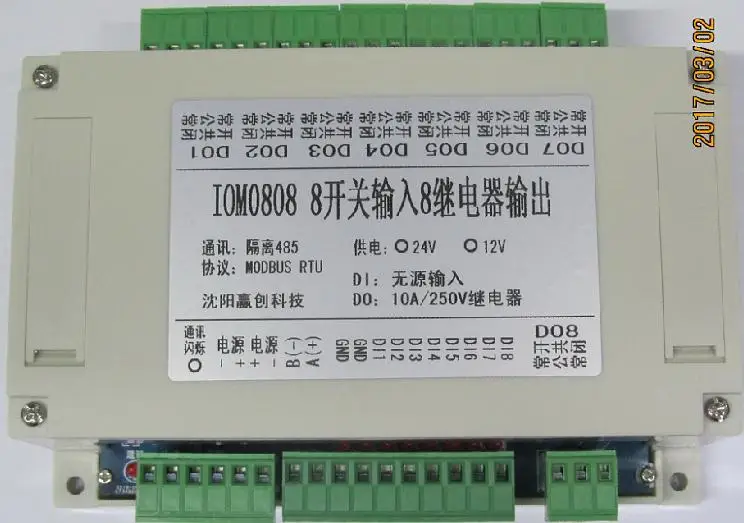 2017/03/02
常开 公共 常闭 常开 公共 常闭 常开 公共 常闭 常开 公共 常闭 常开 公共 常闭 常开 公共 常闭 常开 公共 常闭
DO1 DO2 DO3 DO4 DO5 DO6 DO7
IOM0808 8开关输入8继电器输出
通讯: 隔离485 供电: 24V 12V
协议: MODBUS RTU DI: 无源输入
沈阳赢创科技 DO: 10A/250V继电器
通讯闪烁 电源- 电源+ 电源+ 电源- B(-) A(+) GND GND DI1 DI2 DI3 DI4 DI5 DI6 DI7 DI8 DO8
常开 公共 常闭